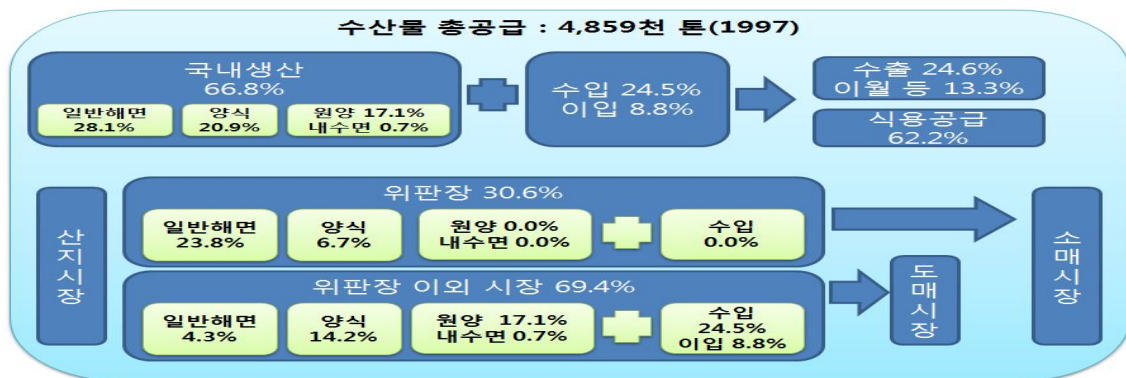 수산물 총공급 : 4,859천 톤(1997)
국내생산
66.8%
일반해면
28.1%
양식
20.9%
원양 17.1%
내수면 0.7%
수입 24.5%
이입 8.8%
수출 24.6%
이월 등 13.3%
식용공급
62.2%
산지시장
위판장 30.6%
일반해면
23.8%
양식
6.7%
원양 0.0%
내수면 0.0%
수입
0.0%
위판장 이외 시장 69.4%
일반해면
4.3%
양식
14.2%
원양 17.1%
내수면 0.7%
수입
24.5%
이입 8.8%
도매시장
소매시장